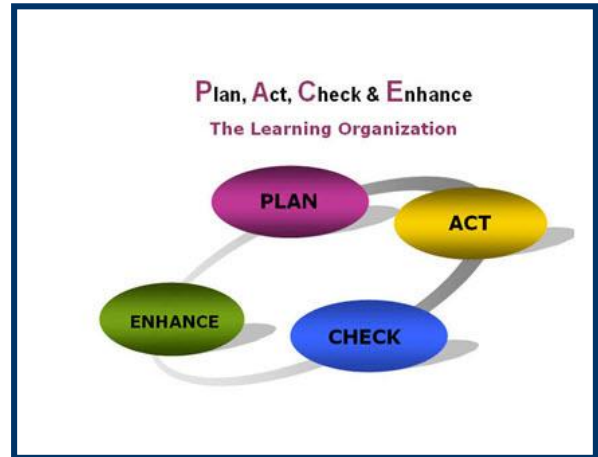 Plan, Act, Check & Enhance
The Learning Organization
PLAN
ACT
ENHANCE
CHECK